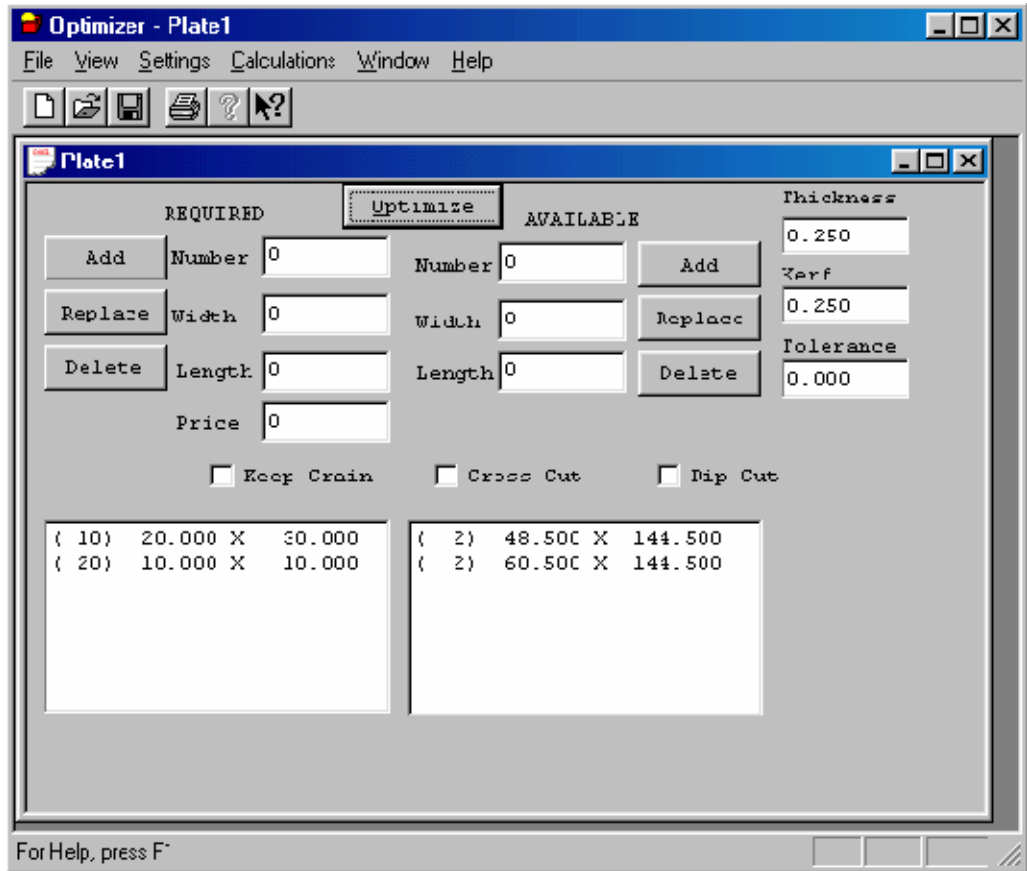 Optimizer - Plate1
File View Settings Calculations Window Help
Plate1
REQUIRED
Optimize
AVAILABLE
Thickness
0.250
Add
Number 0
Number 0
Add
Kerf
0.250
Replace
Width 0
Width 0
Replace
Tolerance
0.000
Delete
Length 0
Length 0
Delete
Price 0
Keep Grain
Cross Cut
Rip Cut
( 10) 20.000 X 30.000
( 20) 10.000 X 10.000
( 2) 48.500 X 144.500
( 2) 60.500 X 144.500
For Help, press F1